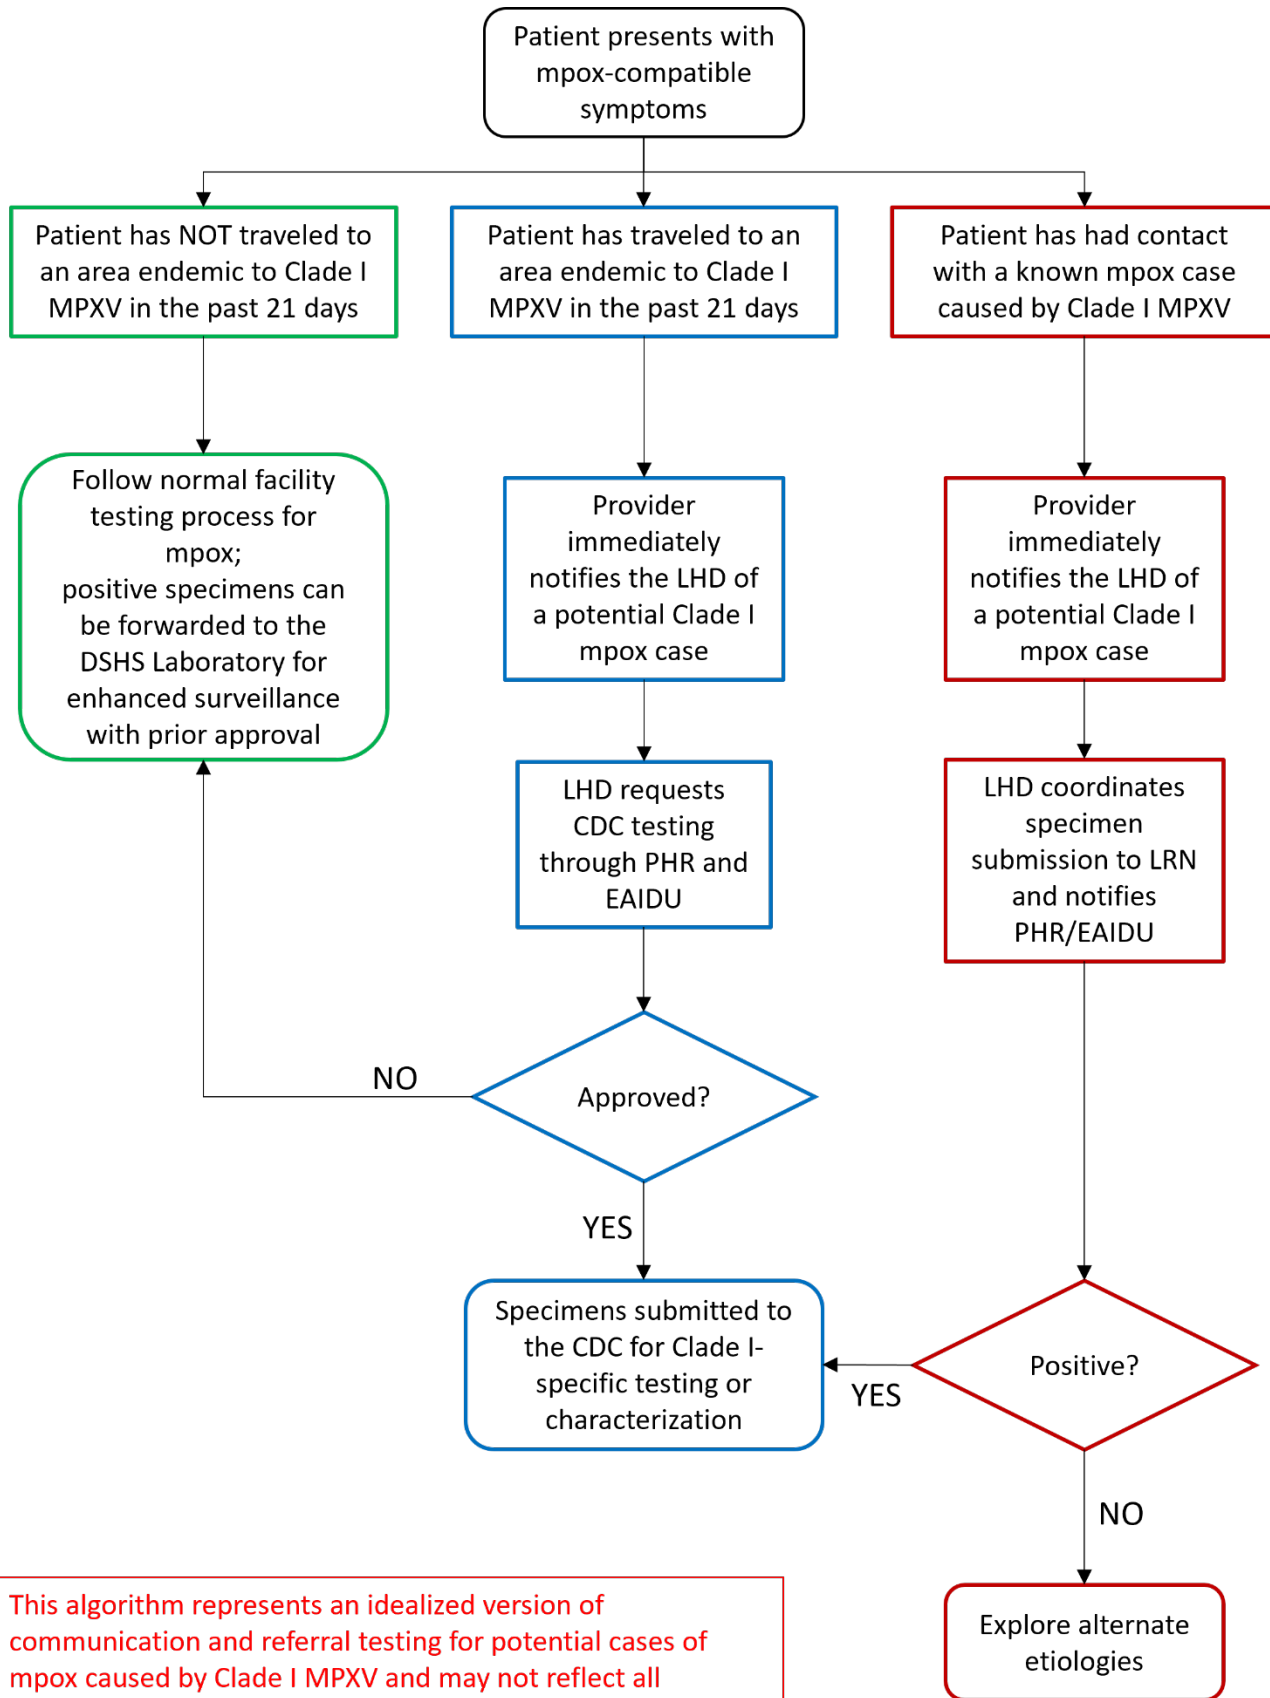 Patient presents with
mpox-compatible
symptoms
Patient has NOT traveled to
an area endemic to Clade I
MPXV in the past 21 days
Patient has traveled to an
area endemic to Clade I
MPXV in the past 21 days
Patient has had contact
with a known mpox case
caused by Clade I MPXV
Follow normal facility
testing process for
mpox;
positive specimens can
be forwarded to the
DSHS Laboratory for
enhanced surveillance
with prior approval
Provider
immediately
notifies the LHD of
a potential Clade I
mpox case
Provider
immediately
notifies the LHD of
a potential Clade I
mpox case
LHD requests
CDC testing
through PHR and
EAIDU
LHD coordinates
specimen
submission to LRN
and notifies
PHR/EAIDU
NO
Approved?
YES
Specimens submitted to
the CDC for Clade I-
specific testing or
characterization
YES
Positive?
NO
Explore alternate
etiologies
This algorithm represents an idealized version of
communication and referral testing for potential cases of
mpox caused by Clade I MPXV and may not reflect all